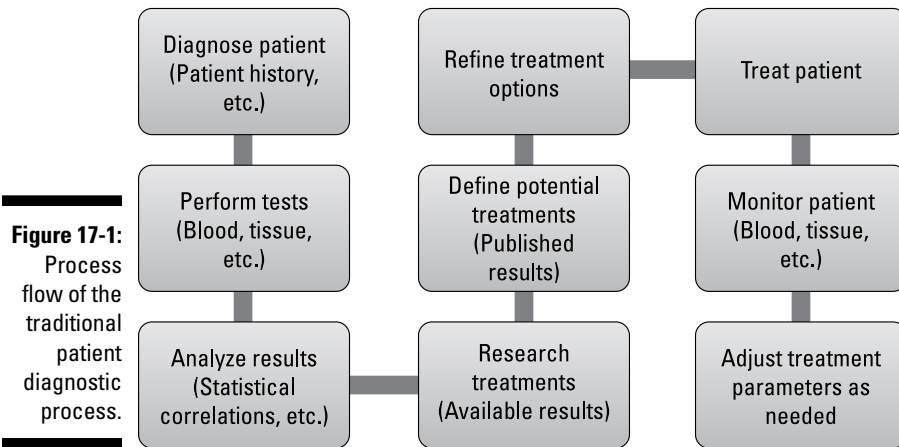 Figure 17-1:
Process
flow of the
traditional
patient
diagnostic
process.
Diagnose patient
(Patient history,
etc.)
Perform tests
(Blood, tissue,
etc.)
Analyze results
(Statistical
correlations, etc.)
Research
treatments
(Available results)
Define potential
treatments
(Published
results)
Refine treatment
options
Treat patient
Monitor patient
(Blood, tissue,
etc.)
Adjust treatment
parameters as
needed